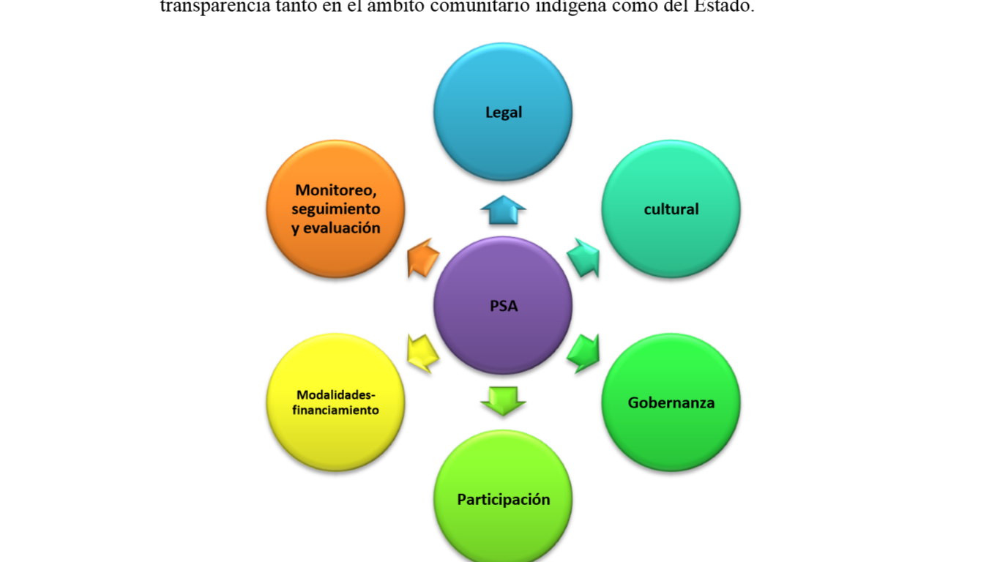 transparencia tanto en el ámbito comunitario indígena como del Estado.
Legal
Monitoreo,
seguimiento
y evaluación
cultural
PSA
Modalidades-
financiamiento
Gobernanza
Participación